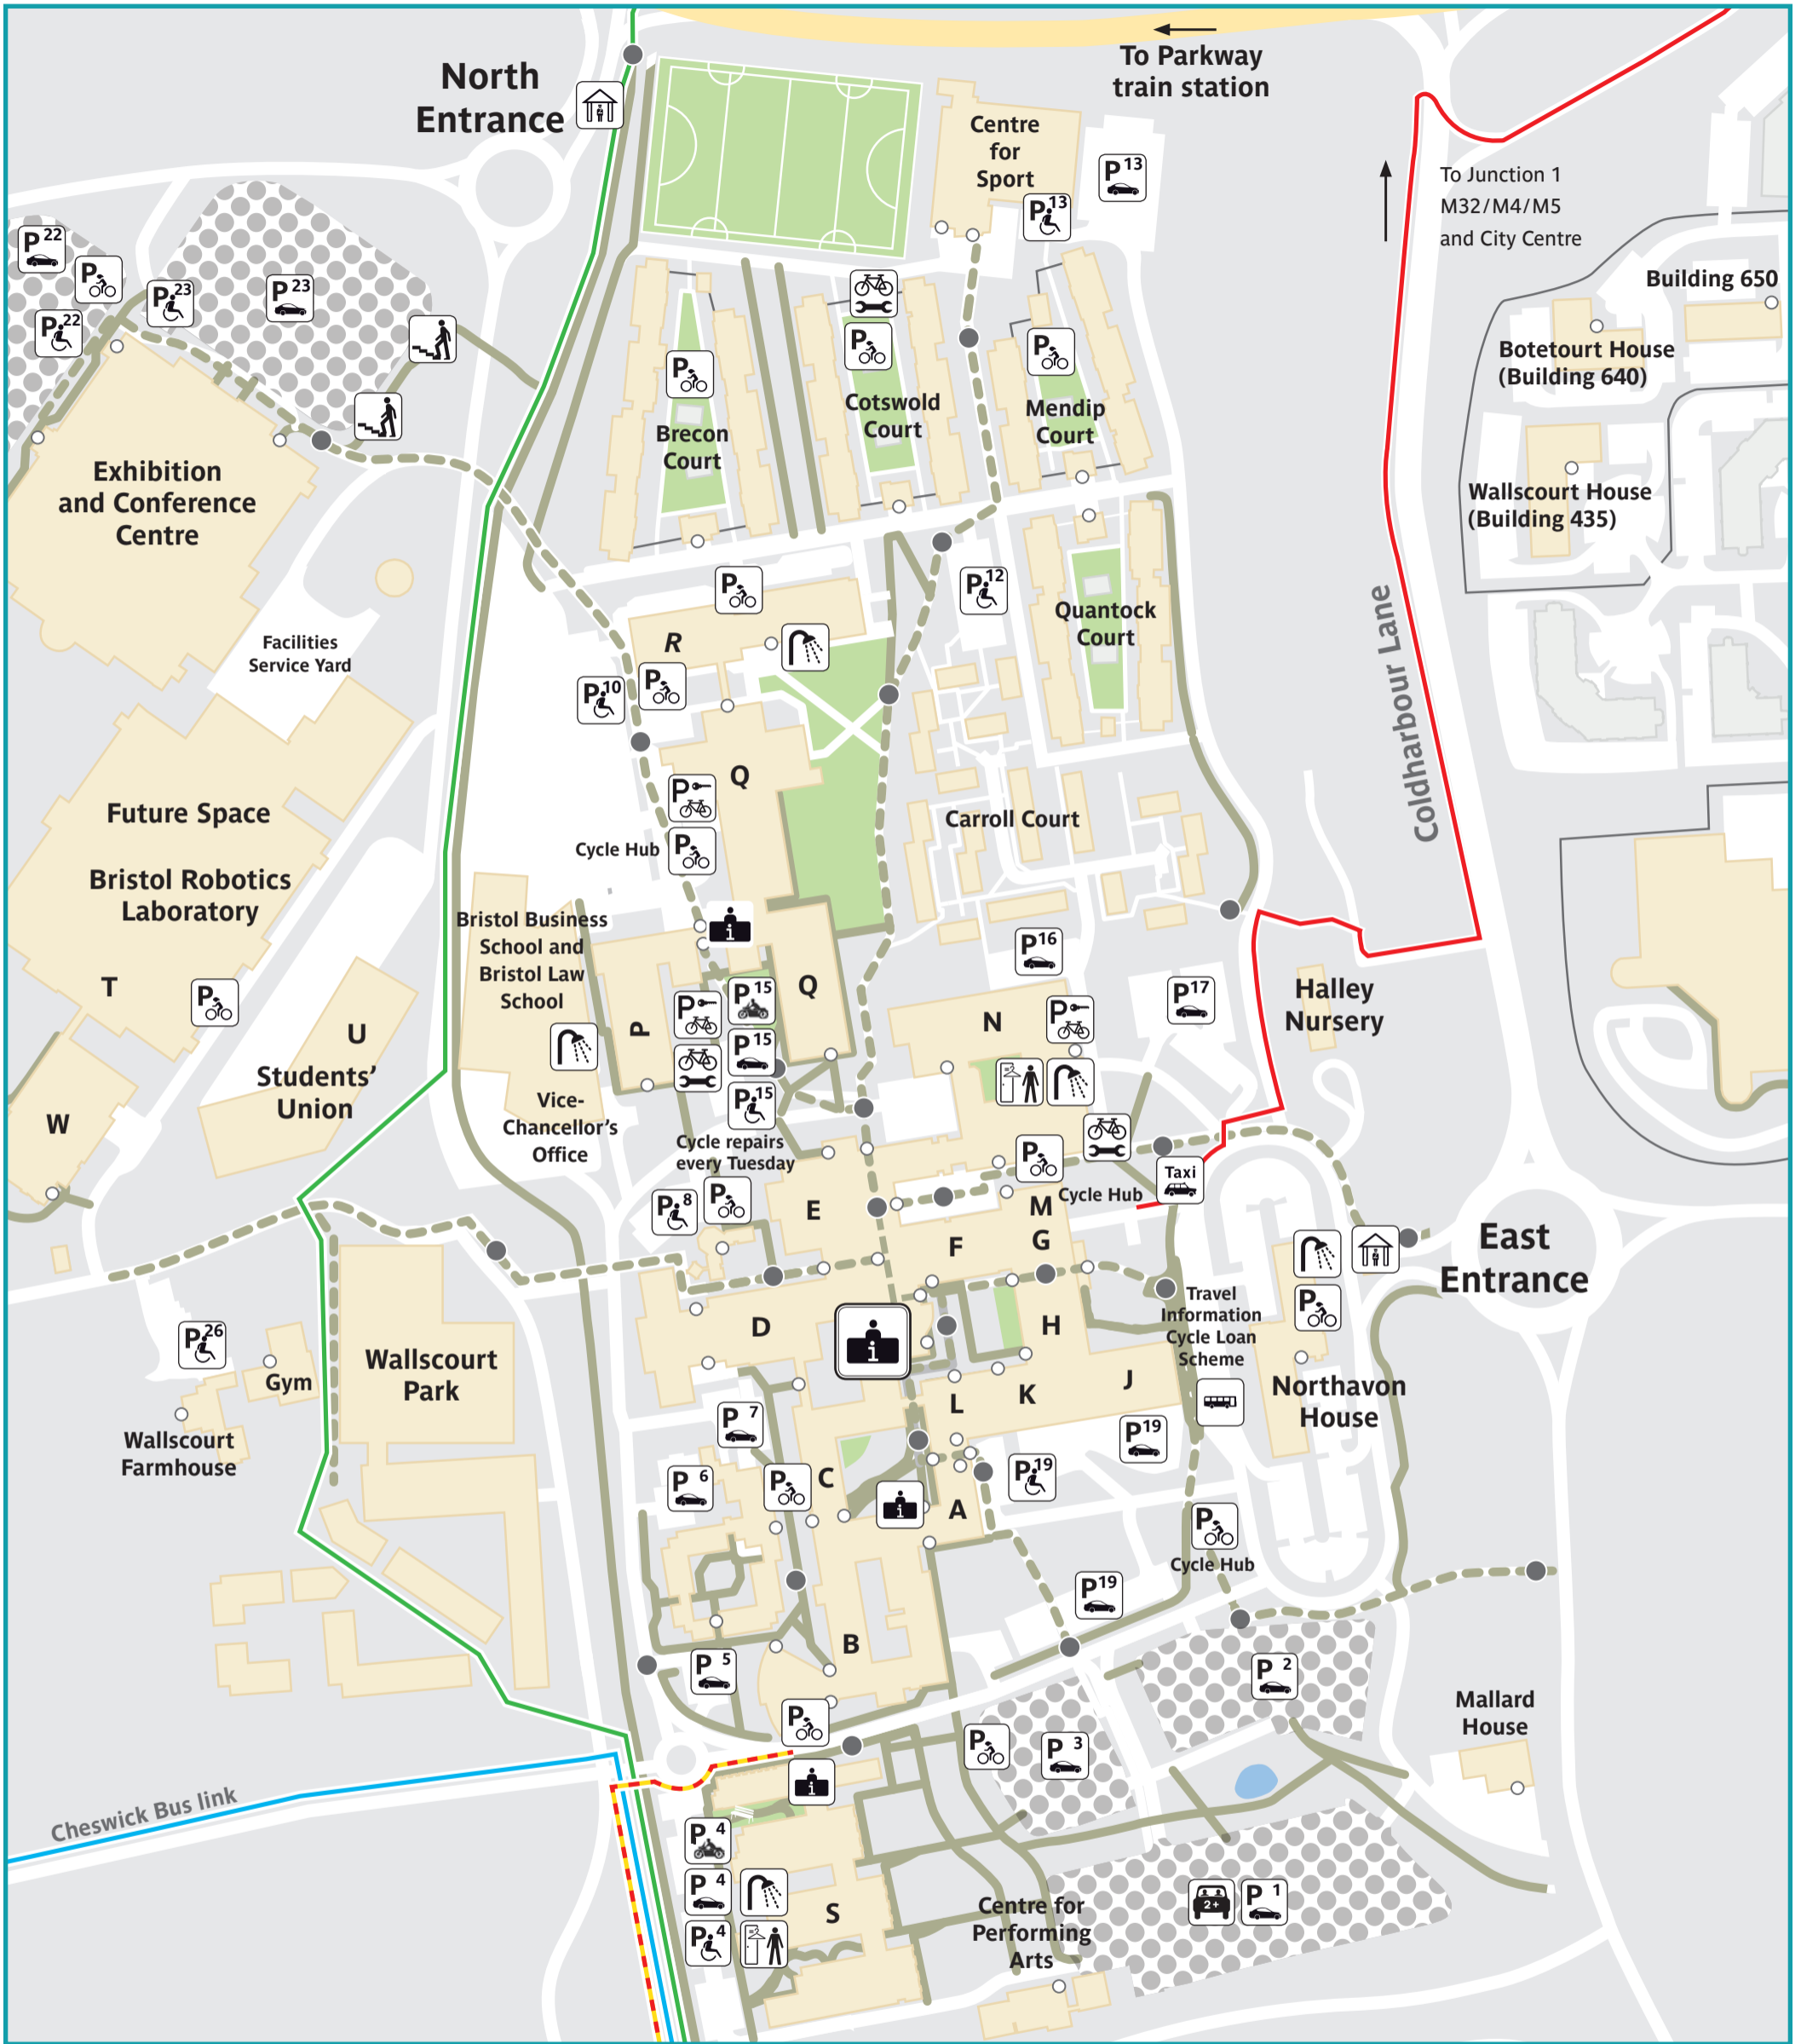 To Parkway
train station
North
Entrance
Centre
for
Sport
P 13
P 13
To Junction 1
M32/M4/M5
and City Centre
P 22
P
P 23
P 23
P 22
Building 650
Botetourt House
(Building 640)
P
P
P
Brecon
Court
Cotswold
Court
Mendip
Court
Exhibition
and Conference
Centre
Wallscourt House
(Building 435)
P
P 12
Quantock
Court
Coldharbour Lane
Facilities
Service Yard
R
P 10
P
Q
P
Cycle Hub
P
Future Space
Carroll Court
Bristol Robotics
Laboratory
Bristol Business
School and
Bristol Law
School
i
P 16
T
P
Q
P
P
P 15
P 15
P 15
N
P
P 17
Halley
Nursery
U
Students'
Union
W
Vice-
Chancellor's
Office
Cycle repairs
every Tuesday
P
Taxi
Cycle Hub
P 8
P
E
M
F
G
East
Entrance
P
Travel
Information
Cycle Loan
Scheme
D
i
H
P 26
Gym
Wallscourt
Park
Wallscourt
Farmhouse
L
K
J
Northavon
House
P 7
P 19
P 6
P
C
i
A
P 19
P
Cycle Hub
P 19
B
P 5
P 2
Mallard
House
P
P
P 3
i
Cheswick Bus link
P 4
P 4
P 4
S
Centre for
Performing
Arts
2+
P 1